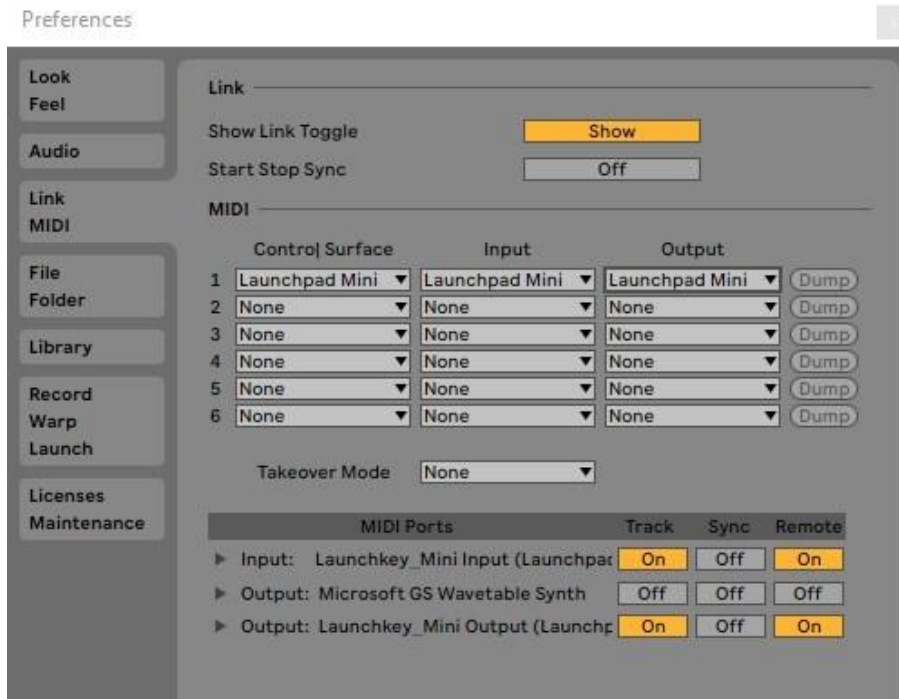 Preferences
Look
Feel
Audio
Link
MIDI
File
Folder
Library
Record
Warp
Launch
Licenses
Maintenance
Link
Show Link Toggle Show
Start Stop Sync Off
MIDI
Control Surface Input Output
1 Launchpad Mini Launchpad Mini Launchpad Mini Dump
2 None None None Dump
3 None None None Dump
4 None None None Dump
5 None None None Dump
6 None None None Dump
Takeover Mode None
MIDI Ports Track Sync Remote
Input: Launchkey_Mini Input (Launchpad On Off On
Output: Microsoft GS Wavetable Synth Off Off Off
Output: Launchkey_Mini Output (Launchp On Off On